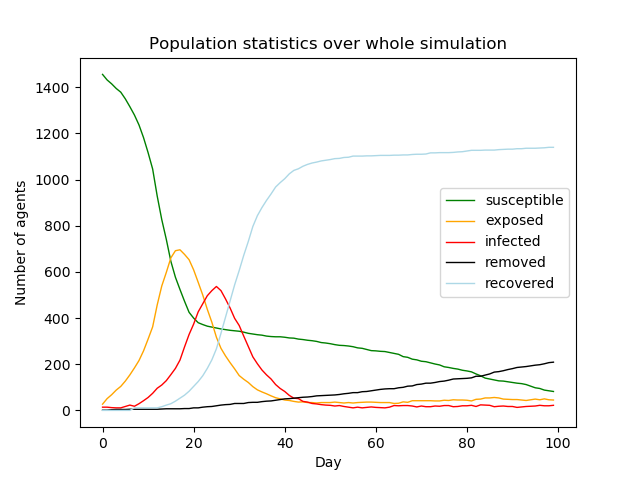 Population statistics over whole simulation
1400
1200
1000
800
600
400
200
0
Number of agents
susceptible
exposed
infected
removed
recovered
0 20 40 60 80 100
Day